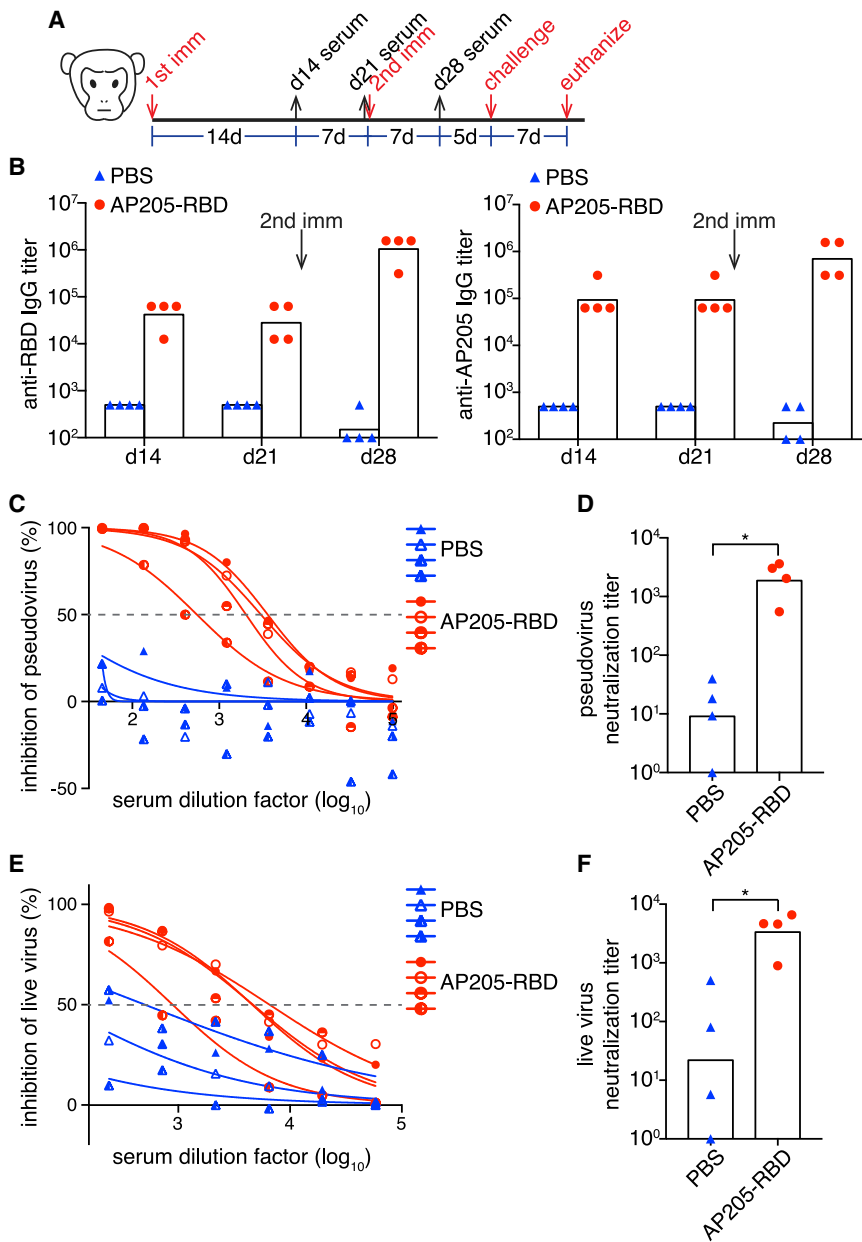 A
1st imm
d14 serum
d21 serum
2nd imm
d28 serum
challenge
euthanize
14d 7d 7d 5d 7d
B
PBS
AP205-RBD
2nd imm
anti-RBD IgG titer
10⁷
10⁶
10⁵
10⁴
10³
10²
d14 d21 d28
PBS
AP205-RBD
2nd imm
anti-AP205 IgG titer
10⁷
10⁶
10⁵
10⁴
10³
10²
d14 d21 d28
C
inhibition of pseudovirus (%)
100
50
0
-50
2 3 4 5
serum dilution factor (log₁₀)
PBS
AP205-RBD
D
pseudovirus
neutralization titer
10⁴
10³
10²
10¹
10⁰
*
PBS
AP205-RBD
E
inhibition of live virus (%)
100
50
0
3 4 5
serum dilution factor (log₁₀)
PBS
AP205-RBD
F
live virus
neutralization titer
10⁴
10³
10²
10¹
10⁰
*
PBS
AP205-RBD